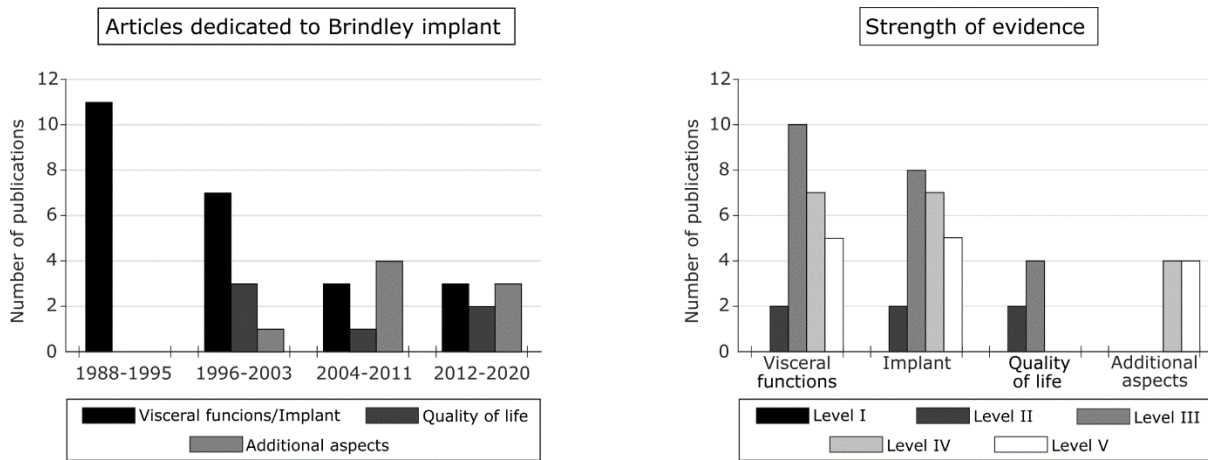 Articles dedicated to Brindley implant
Number of publications
12
10
8
6
4
2
0
1988-1995 1996-2003 2004-2011 2012-2020
Visceral funcions/Implant Quality of life
Additional aspects
Strength of evidence
Number of publications
12
10
8
6
4
2
0
Visceral functions Implant Quality of life Additional aspects
Level I Level II Level III
Level IV Level V